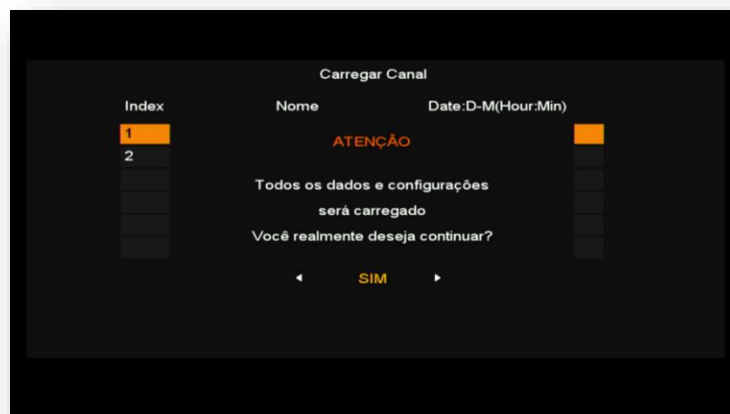 Carregar Canal
Index Nome Date:D-M(Hour:Min)
1
ATENÇÃO
2
Todos os dados e configurações
será carregado
Você realmente deseja continuar?
SIM